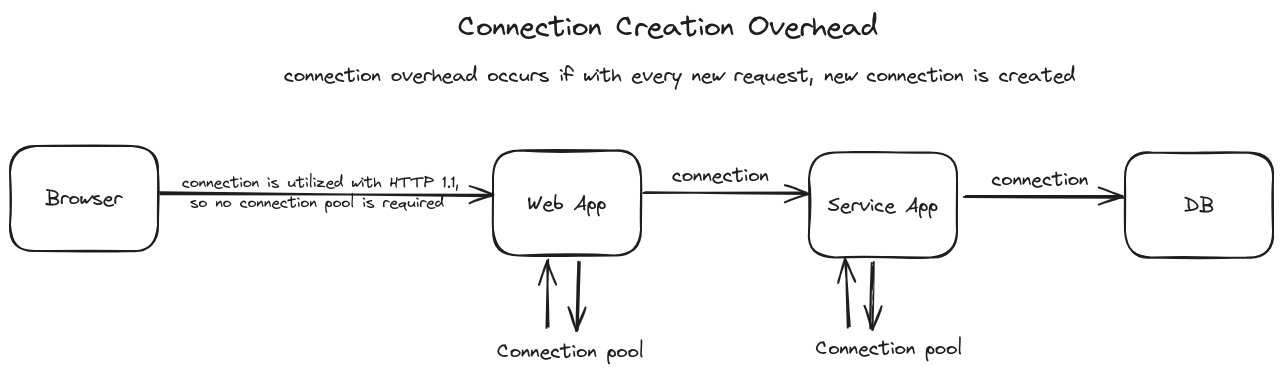 Connection Creation Overhead
connection overhead occurs if with every new request, new connection is created
Browser
connection is utilized with HTTP 1.1,
so no connection pool is required
Web App
connection
Service App
connection
DB
Connection pool
Connection pool